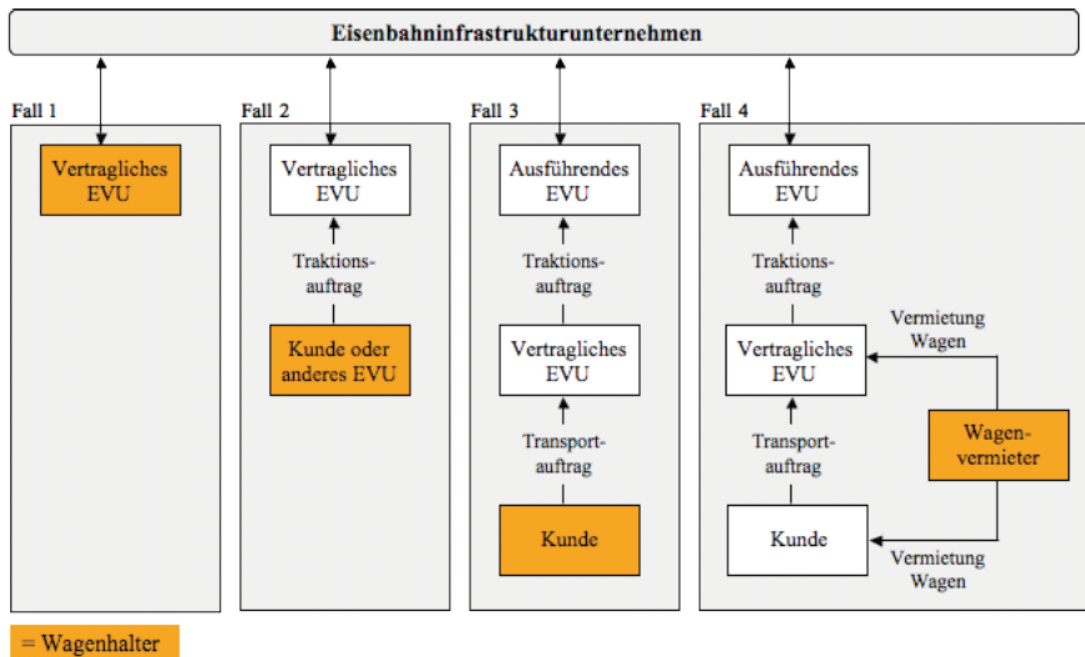 Eisenbahninfrastrukturunternehmen
Fall 1
Vertragliches
EVU
Fall 2
Vertragliches
EVU
Traktions-
auftrag
Kunde oder
anderes EVU
Fall 3
Ausführendes
EVU
Traktions-
auftrag
Vertragliches
EVU
Transport-
auftrag
Kunde
Fall 4
Ausführendes
EVU
Traktions-
auftrag
Vertragliches
EVU
Transport-
auftrag
Kunde
Vermietung
Wagen
Wagen-
vermieter
Vermietung
Wagen
= Wagenhalter